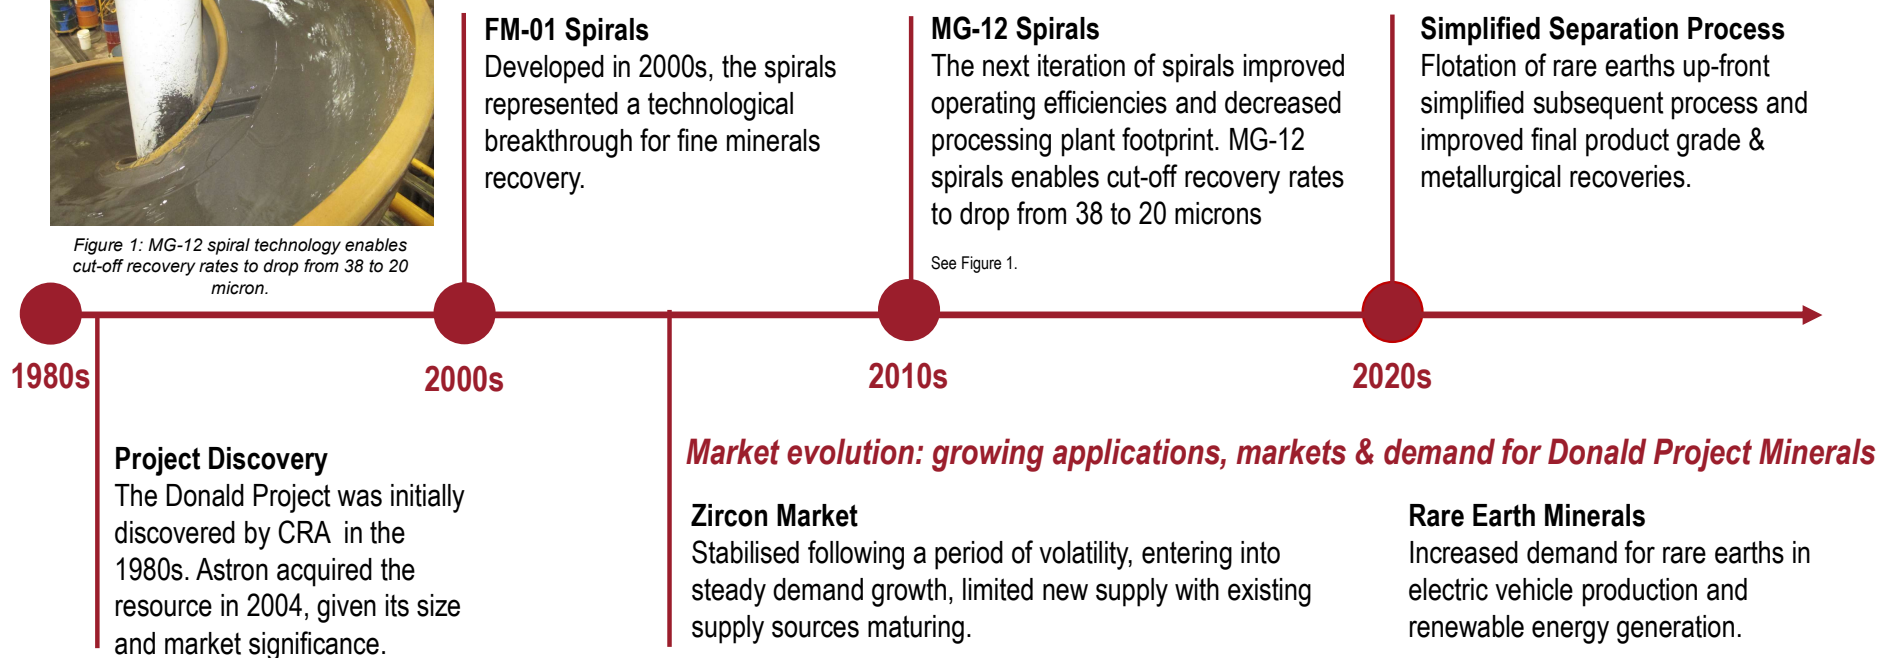 FM-01 Spirals
Developed in 2000s, the spirals
represented a technological
breakthrough for fine minerals
recovery.
MG-12 Spirals
The next iteration of spirals improved
operating efficiencies and decreased
processing plant footprint. MG-12
spirals enables cut-off recovery rates
to drop from 38 to 20 microns
See Figure 1.
Simplified Separation Process
Flotation of rare earths up-front
simplified subsequent process and
improved final product grade &
metallurgical recoveries.
Figure 1: MG-12 spiral technology enables
cut-off recovery rates to drop from 38 to 20
micron.
1980s
2000s
2010s
2020s
Project Discovery
The Donald Project was initially
discovered by CRA in the
1980s. Astron acquired the
resource in 2004, given its size
and market significance.
Market evolution: growing applications, markets & demand for Donald Project Minerals
Zircon Market
Stabilised following a period of volatility, entering into
steady demand growth, limited new supply with existing
supply sources maturing.
Rare Earth Minerals
Increased demand for rare earths in
electric vehicle production and
renewable energy generation.